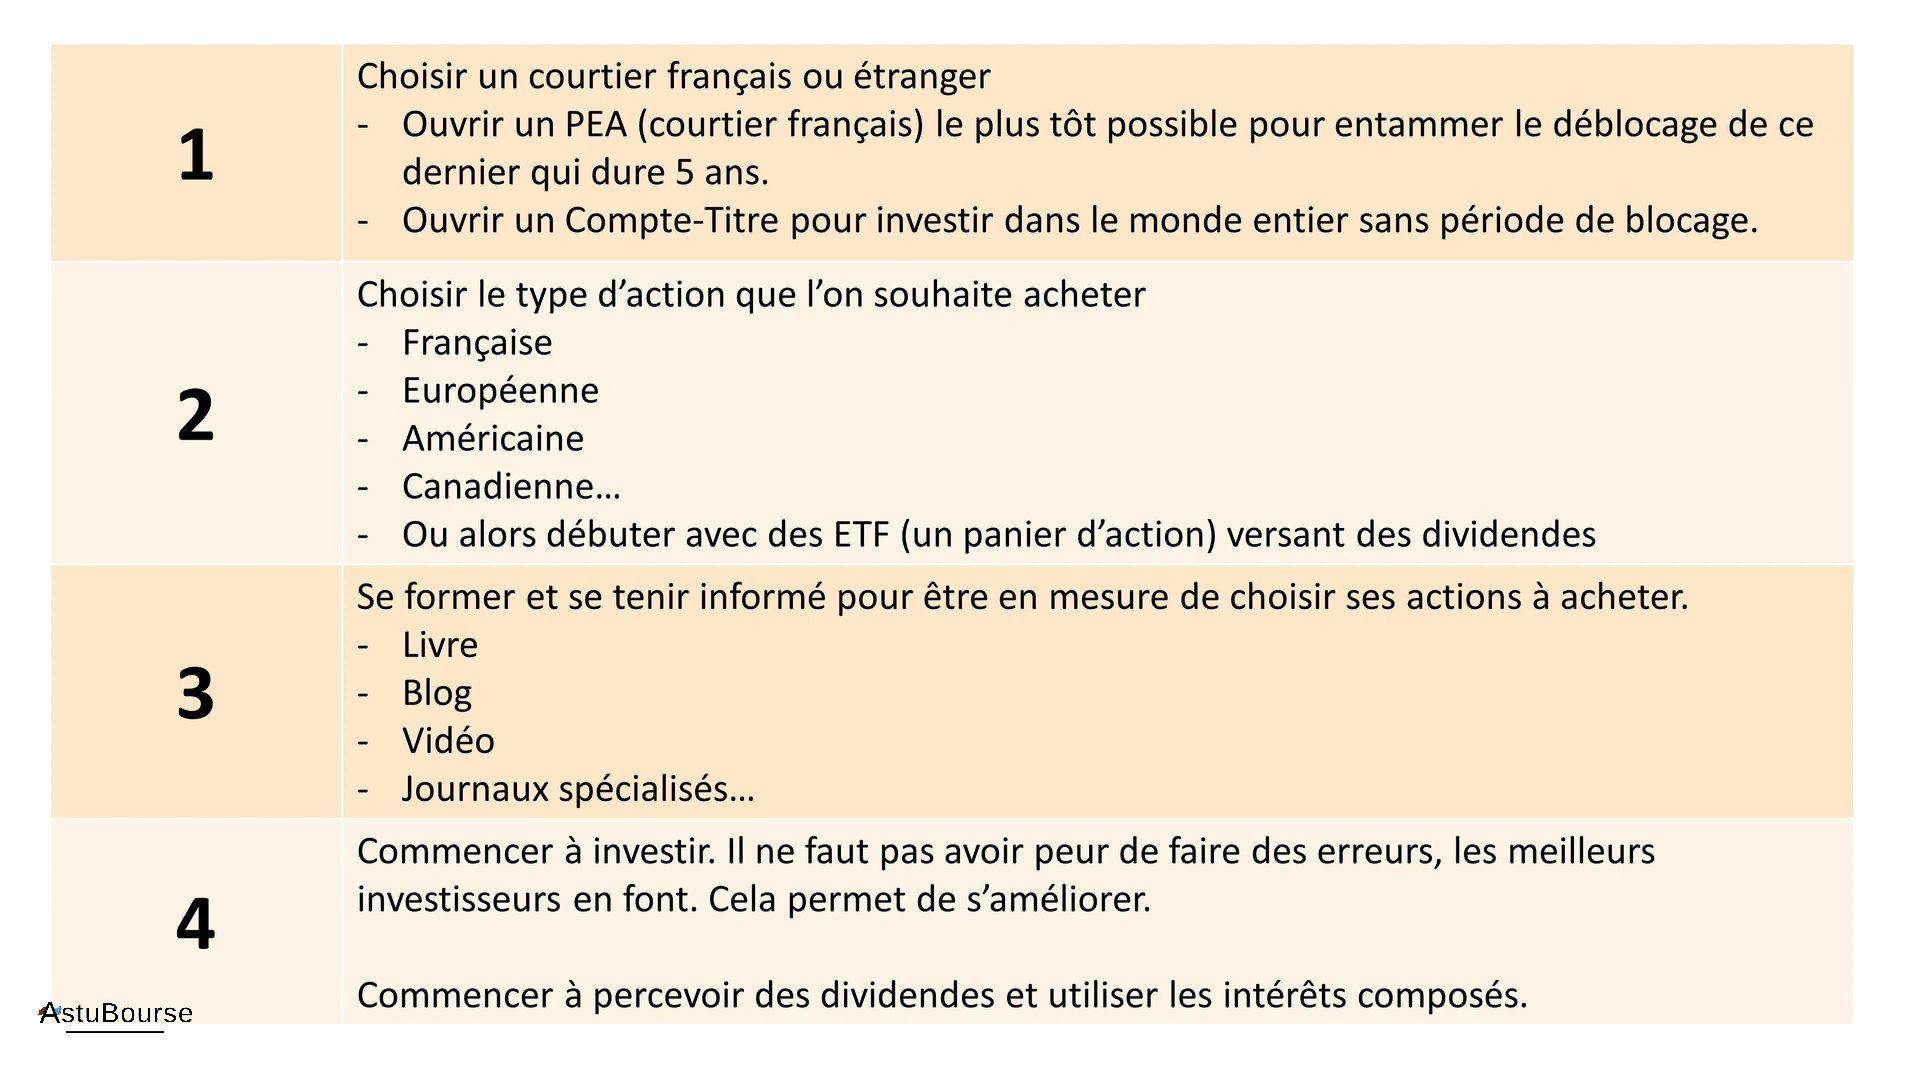 1
Choisir un courtier français ou étranger
- Ouvrir un PEA (courtier français) le plus tôt possible pour entammer le déblocage de ce
dernier qui dure 5 ans.
- Ouvrir un Compte-Titre pour investir dans le monde entier sans période de blocage.
2
Choisir le type d’action que l’on souhaite acheter
- Française
- Européenne
- Américaine
- Canadienne…
- Ou alors débuter avec des ETF (un panier d’action) versant des dividendes
3
Se former et se tenir informé pour être en mesure de choisir ses actions à acheter.
- Livre
- Blog
- Vidéo
- Journaux spécialisés…
4
Commencer à investir. Il ne faut pas avoir peur de faire des erreurs, les meilleurs
investisseurs en font. Cela permet de s’améliorer.
Commencer à percevoir des dividendes et utiliser les intérêts composés.
AstuBourse